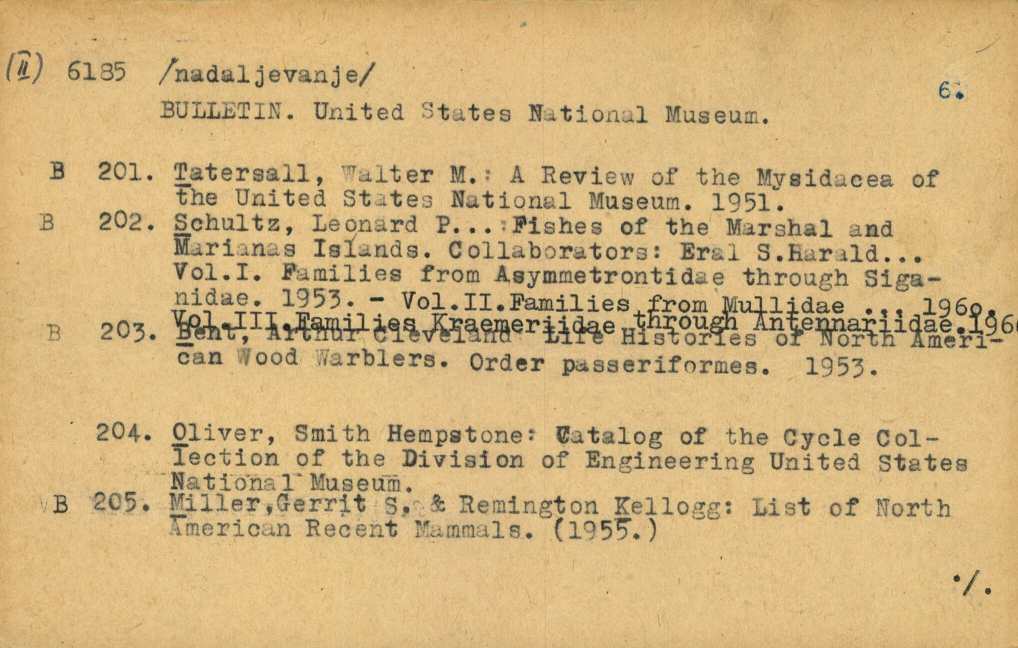 (II) 6185 /nadaljevanje/
6.
BULLETIN. United States National Museum.
B 201. Tatersall, Walter M.: A Review of the Mysidacea of
the United States National Museum. 1951.
B 202. Schultz, Leonard P...:Fishes of the Marshal and
Marianas Islands. Collaborators: Eral S.Harald...
Vol.I. Families from Asymmetrontidae through Siga-
nidae. 1953. - Vol.II.Families from Mullidae ... 1960.
Vol.III.Families Kraemeriidae through Antennariidae.196
B 203. Bent, Arthur Cleveland Life Histories of North Ameri-
can Wood Warblers. Order passeriformes. 1953.
204. Oliver, Smith Hempstone: Catalog of the Cycle Col-
lection of the Division of Engineering United States
National Museum.
B 205. Miller,Gerrit S. & Remington Kellogg: List of North
American Recent Mammals. (1955.)
./.